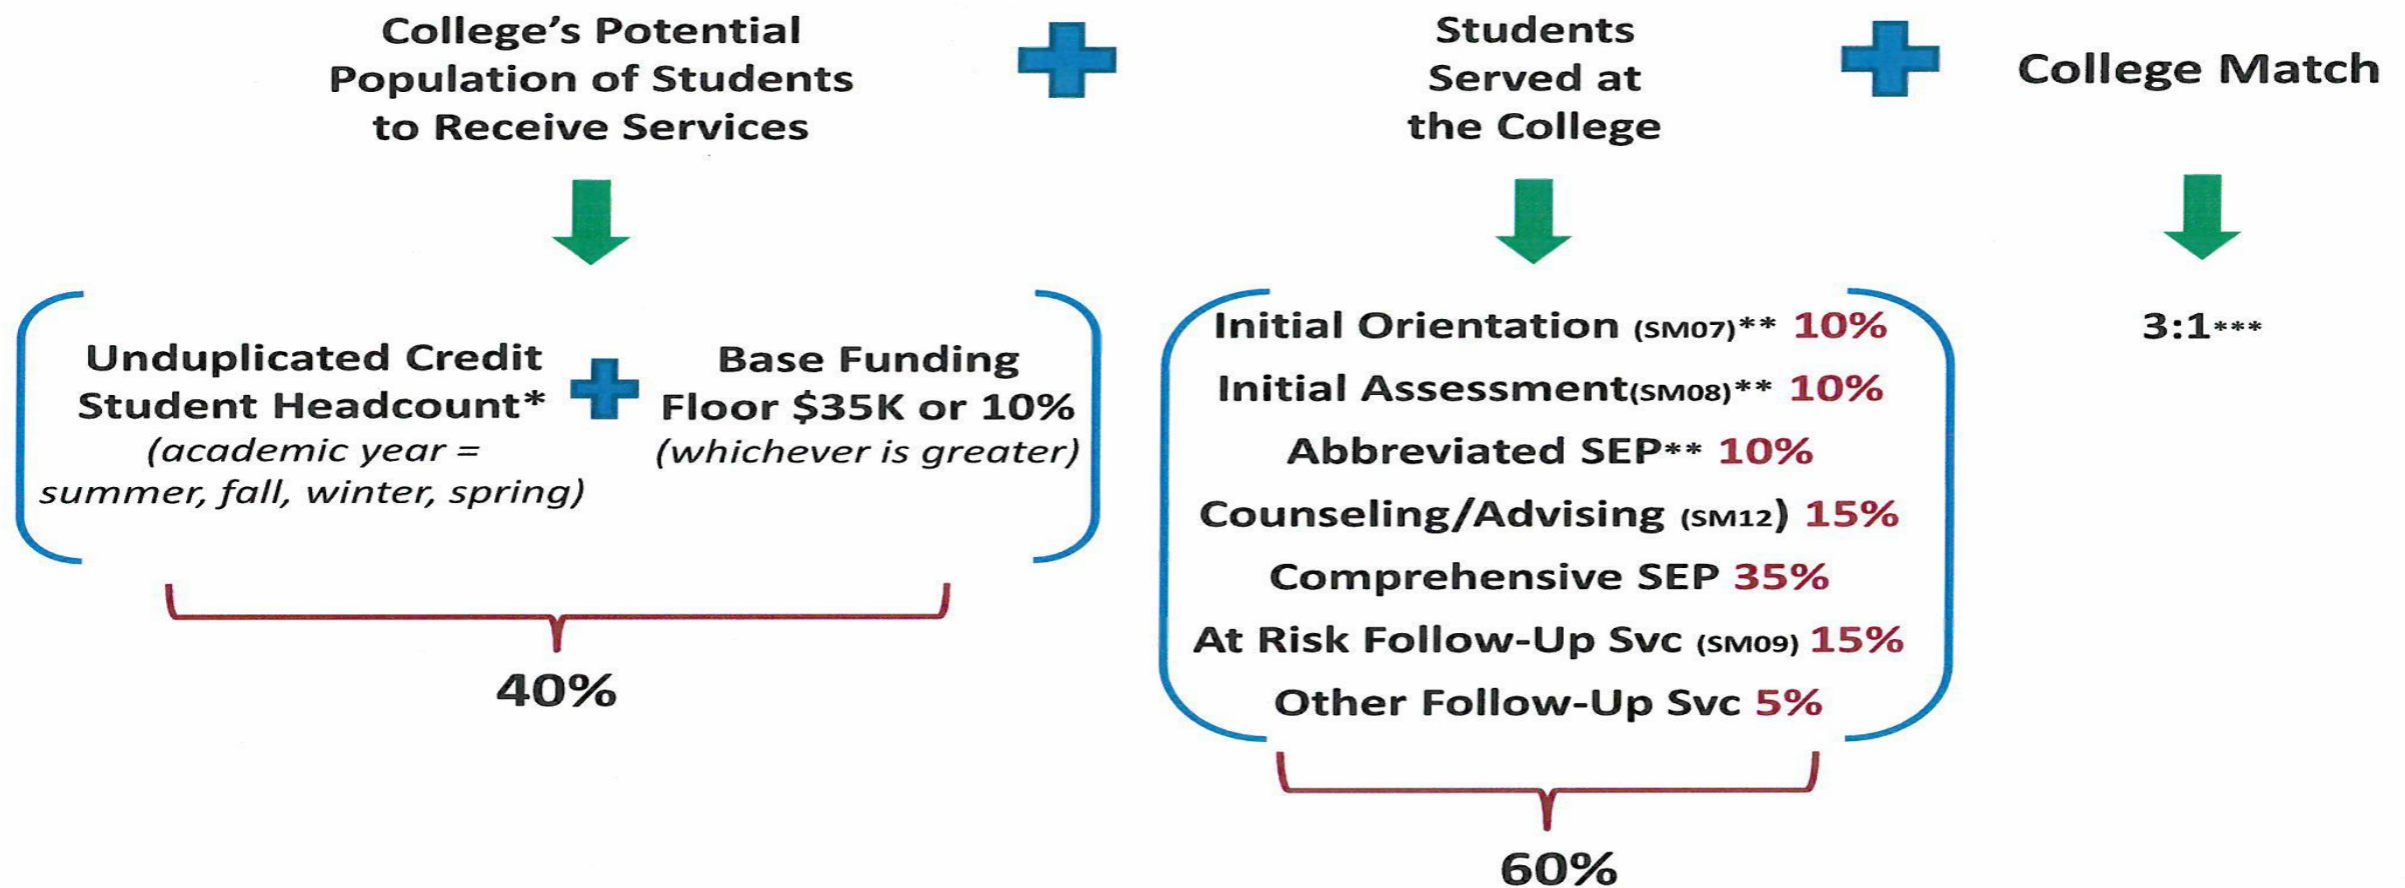 College’s Potential
Population of Students
to Receive Services
Students
Served at
the College
College Match
Unduplicated Credit
Student Headcount*
(academic year =
summer, fall, winter, spring)
Base Funding
Floor $35K or 10%
(whichever is greater)
40%
Initial Orientation (SM07)** 10%
Initial Assessment(SM08)** 10%
Abbreviated SEP** 10%
Counseling/Advising (SM12) 15%
Comprehensive SEP 35%
At Risk Follow-Up Svc (SM09) 15%
Other Follow-Up Svc 5%
60%
3:1***